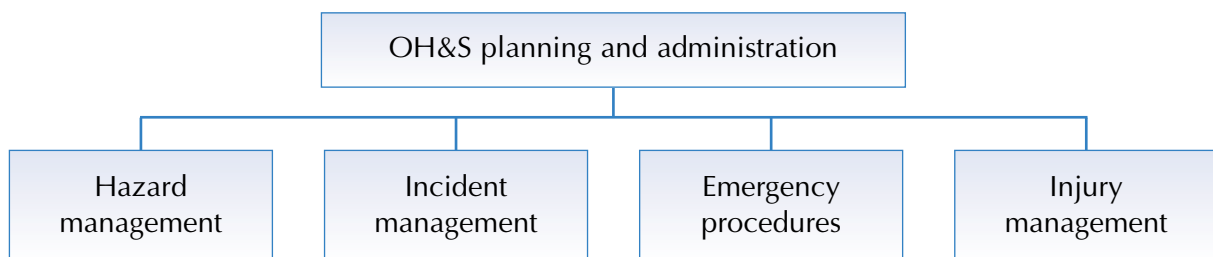 OH&S planning and administration
Hazard
management
Incident
management
Emergency
procedures
Injury
management